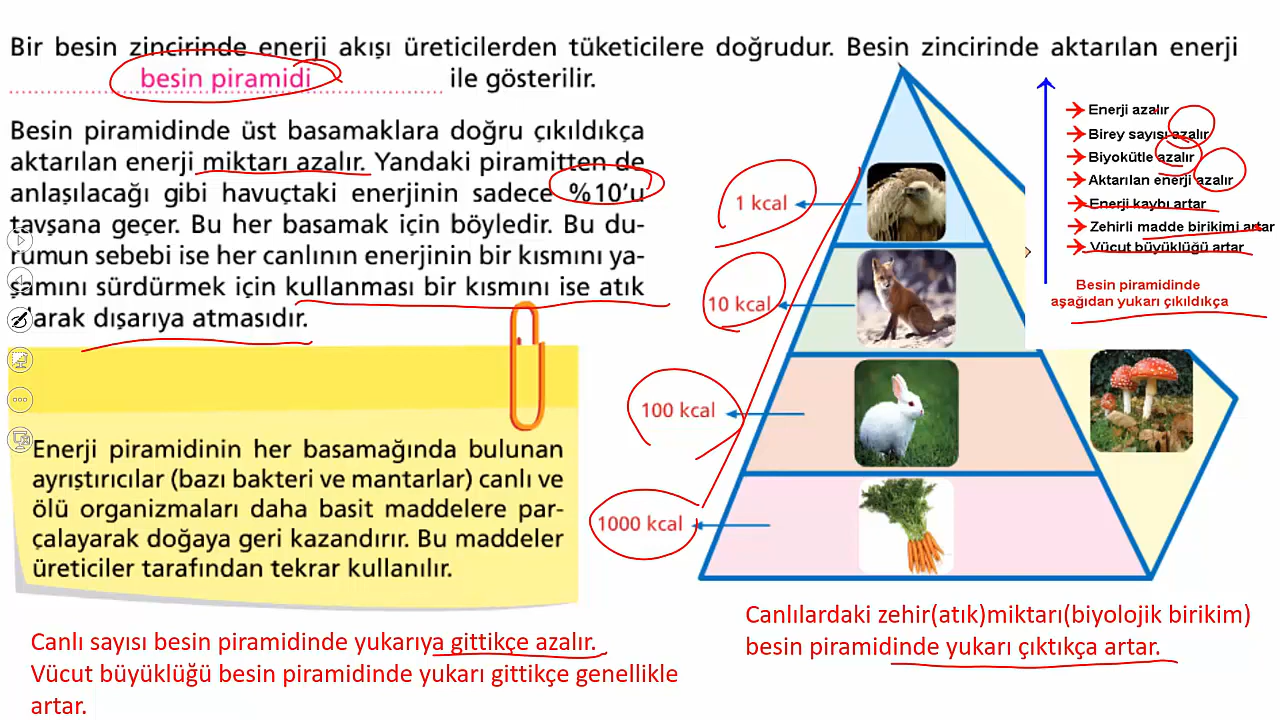 Bir besin zincirinde enerji akışı üreticilerden tüketicilere doğrudur. Besin zincirinde aktarılan enerji
besin piramidi ile gösterilir.
Besin piramidinde üst basamaklara doğru çıkıldıkça
aktarılan enerji miktarı azalır. Yandaki piramitten de
anlaşılacağı gibi havuçtaki enerjinin sadece %10'u
tavşana geçer. Bu her basamak için böyledir. Bu du-
rumun sebebi ise her canlının enerjinin bir kısmını ya-
şamını sürdürmek için kullanması bir kısmını ise atık
larak dışarıya atmasıdır.
Enerji piramidinin her basamağında bulunan
ayrıştırıcılar (bazı bakteri ve mantarlar) canlı ve
ölü organizmaları daha basit maddelere par-
çalayarak doğaya geri kazandırır. Bu maddeler
üreticiler tarafından tekrar kullanılır.
Canlı sayısı besin piramidinde yukarıya gittikçe azalır.
Vücut büyüklüğü besin piramidinde yukarı gittikçe genellikle
artar.
1 kcal
10 kcal
100 kcal
1000 kcal
Enerji azalır
Birey sayısı azalır
Biyokütle azalır
Aktarılan enerji azalır
Enerji kaybı artar
Zehirli madde birikimi artar
Vücut büyüklüğü artar
Besin piramidinde
aşağıdan yukarı çıkıldıkça
Canlılardaki zehir(atık)miktarı(biyolojik birikim)
besin piramidinde yukarı çıktıkça artar.